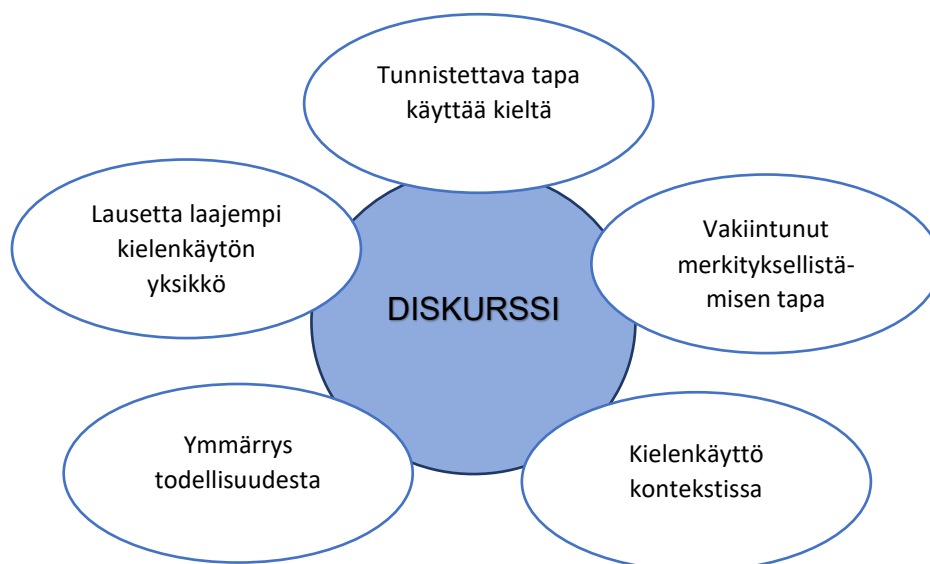 Tunnistettava tapa
käyttää kieltä
Lausetta laajempi
kielenkäytön
yksikkö
Vakiintunut
merkityksellistä-
misen tapa
DISKURSSI
Ymmärrys
todellisuudesta
Kielenkäyttö
kontekstissa